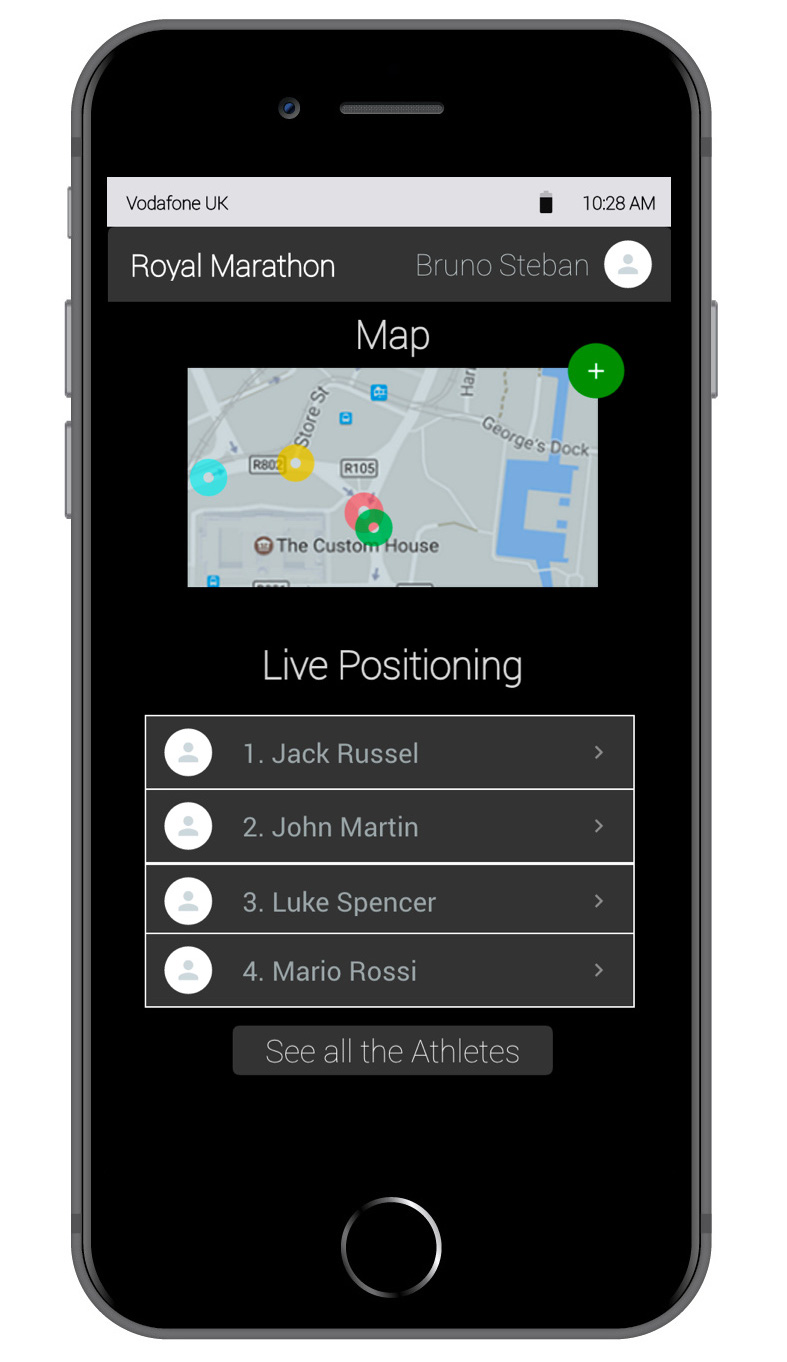 Vodafone UK 10:28 AM
Royal Marathon Bruno Steban
Map
+
Store St
Har
George's Dock
R802
R105
The Custom House
Live Positioning
1. Jack Russel
2. John Martin
3. Luke Spencer
4. Mario Rossi
See all the Athletes